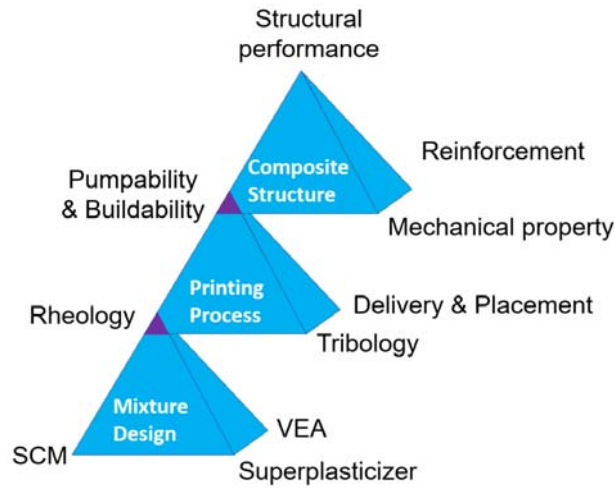 Structural
performance
Composite
Structure
Reinforcement
Mechanical property
Pumpability
& Buildability
Printing
Process
Delivery & Placement
Tribology
Rheology
Mixture
Design
VEA
Superplasticizer
SCM